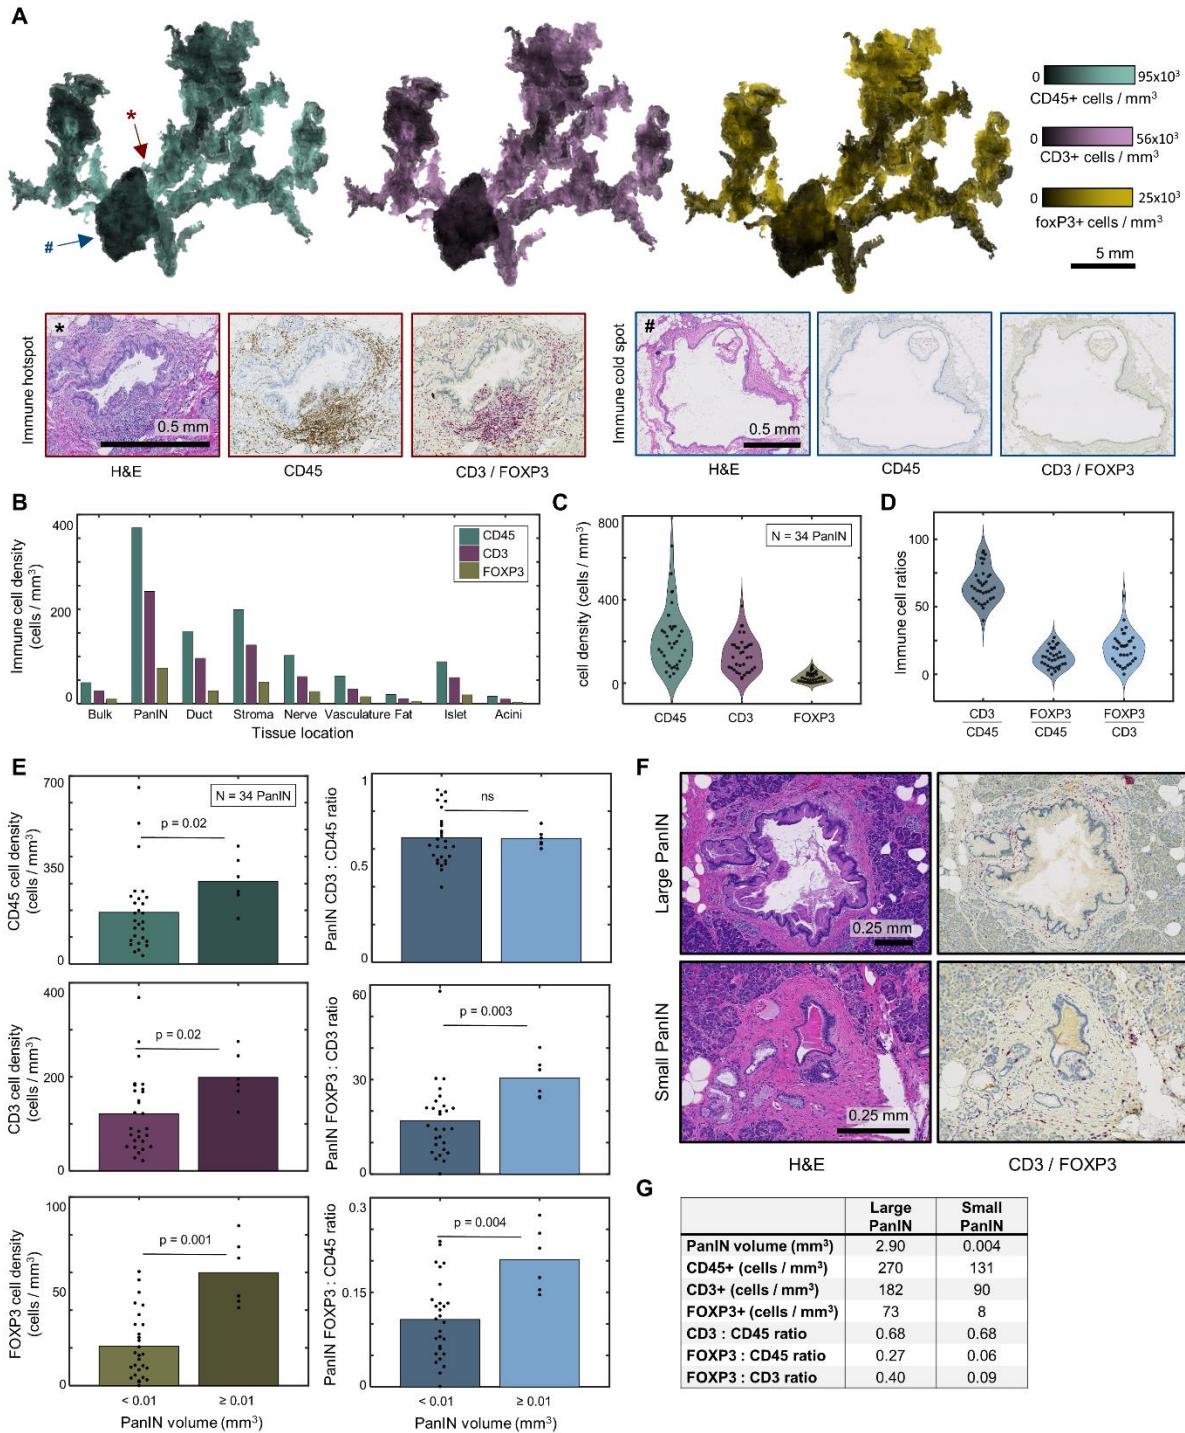 A
*
#
0 95x10³
CD45+ cells / mm³
0 56x10³
CD3+ cells / mm³
0 25x10³
foxP3+ cells / mm³
5 mm
Immune hotspot
*
0.5 mm
H&E
CD45
CD3 / FOXP3
Immune cold spot
#
0.5 mm
H&E
CD45
CD3 / FOXP3
B
Immune cell density
(cells / mm³)
400
200
0
CD45
CD3
FOXP3
Bulk PanIN Duct Stroma Nerve Vasculature Fat Islet Acini
Tissue location
C
cell density (cells / mm³)
800
400
0
N = 34 PanIN
CD45 CD3 FOXP3
D
Immune cell ratios
100
50
0
CD3 FOXP3 FOXP3
CD45 CD45 CD3
E
CD45 cell density
(cells / mm³)
700
350
0
N = 34 PanIN
p = 0.02
PanIN CD3 : CD45 ratio
1
0.5
0
ns
CD3 cell density
(cells / mm³)
400
200
0
p = 0.02
PanIN FOXP3 : CD3 ratio
60
30
0
p = 0.003
FOXP3 cell density
(cells / mm³)
100
50
0
p = 0.001
< 0.01 ≥ 0.01
PanIN volume (mm³)
PanIN FOXP3 : CD45 ratio
0.3
0.15
0
p = 0.004
< 0.01 ≥ 0.01
PanIN volume (mm³)
F
Large PanIN
0.25 mm
Small PanIN
0.25 mm
H&E
CD3 / FOXP3
G
Large PanIN Small PanIN
PanIN volume (mm³) 2.90 0.004
CD45+ (cells / mm³) 270 131
CD3+ (cells / mm³) 182 90
FOXP3+ (cells / mm³) 73 8
CD3 : CD45 ratio 0.68 0.68
FOXP3 : CD45 ratio 0.27 0.06
FOXP3 : CD3 ratio 0.40 0.09